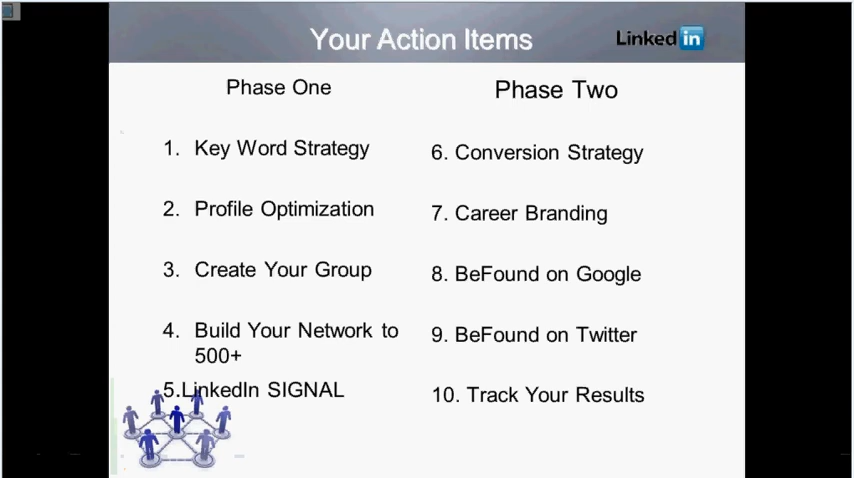 Your Action Items
Linked in
Phase One
1. Key Word Strategy
2. Profile Optimization
3. Create Your Group
4. Build Your Network to
500+
5.LinkedIn SIGNAL
Phase Two
6. Conversion Strategy
7. Career Branding
8. BeFound on Google
9. BeFound on Twitter
10. Track Your Results